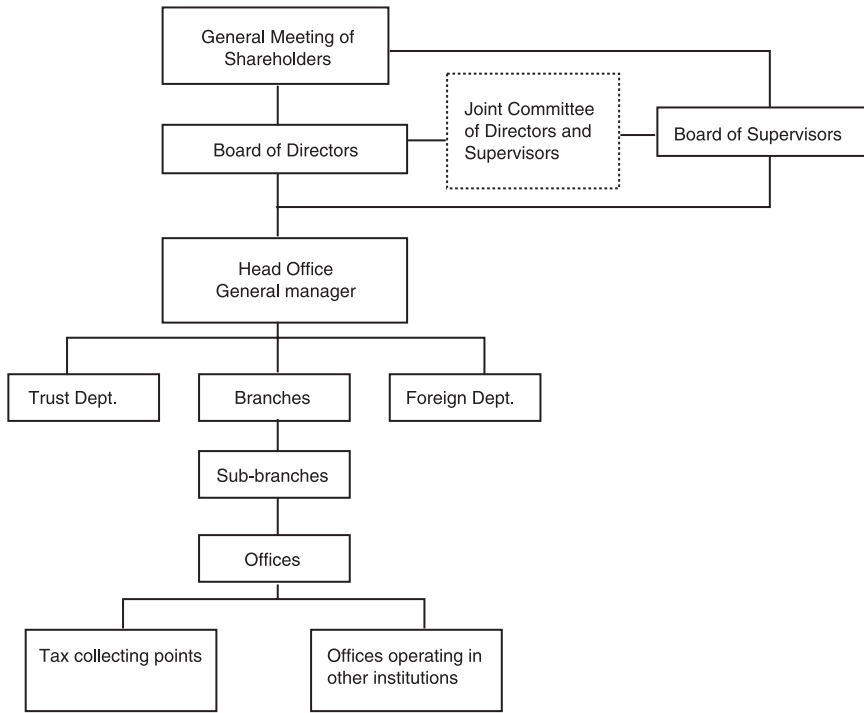 General Meeting of
Shareholders
Joint Committee
of Directors and
Supervisors
Board of Directors
Board of Supervisors
Head Office
General manager
Trust Dept.
Branches
Foreign Dept.
Sub-branches
Offices
Tax collecting points
Offices operating in
other institutions